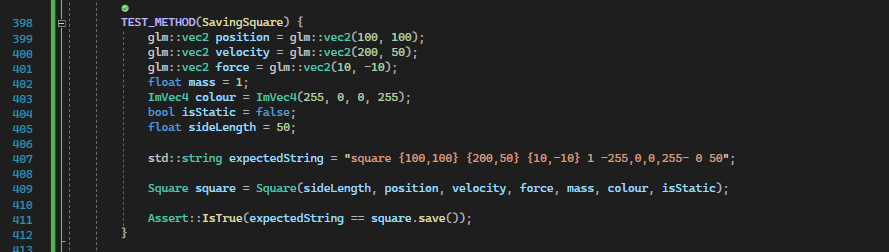 398 TEST_METHOD(SavingSquare) {
399 glm::vec2 position = glm::vec2(100, 100);
400 glm::vec2 velocity = glm::vec2(200, 50);
401 glm::vec2 force = glm::vec2(10, -10);
402 float mass = 1;
403 ImVec4 colour = ImVec4(255, 0, 0, 255);
404 bool isStatic = false;
405 float sideLength = 50;
406
407 std::string expectedString = "square {100,100} {200,50} {10,-10} 1 -255,0,0,255- 0 50";
408
409 Square square = Square(sideLength, position, velocity, force, mass, colour, isStatic);
410
411 Assert::IsTrue(expectedString == square.save());
412 }
413